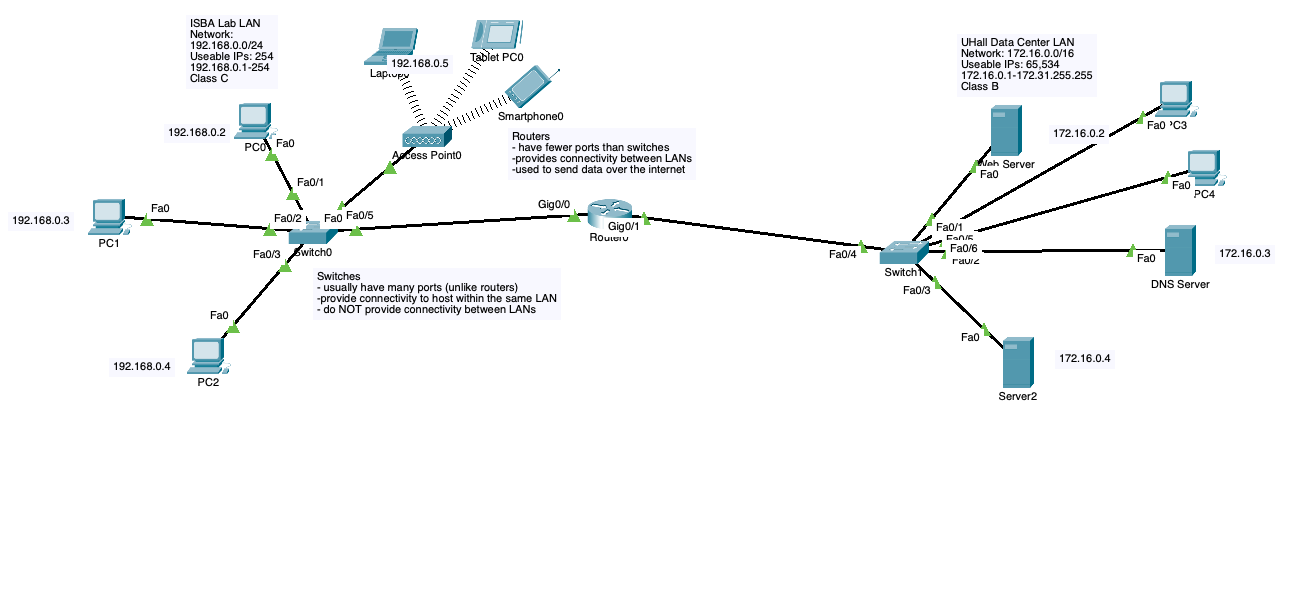 ISBA Lab LAN
Network:
192.168.0.0/24
Useable IPs: 254
192.168.0.1-254
Class C
192.168.0.5
Tablet PC0
Smartphone0
Access Point0
UHall Data Center LAN
Network: 172.16.0.0/16
Useable IPs: 65,534
172.16.0.1-172.31.255.255
Class B
192.168.0.2
PC0
Fa0
Fa0/1
Routers
- have fewer ports than switches
-provides connectivity between LANs
-used to send data over the internet
172.16.0.2
Fa0
PC3
Web Server
Fa0
Fa0
PC4
192.168.0.3
Fa0
PC1
Fa0/2
Fa0
Fa0/5
Switch0
Fa0/3
Gig0/0
Gig0/1
Router0
Fa0/1
Fa0/5
Fa0/6
Fa0/2
Fa0/4
Switch1
Fa0/3
Fa0
DNS Server
172.16.0.3
Switches
- usually have many ports (unlike routers)
-provide connectivity to host within the same LAN
- do NOT provide connectivity between LANs
Fa0
192.168.0.4
PC2
Fa0
172.16.0.4
Server2